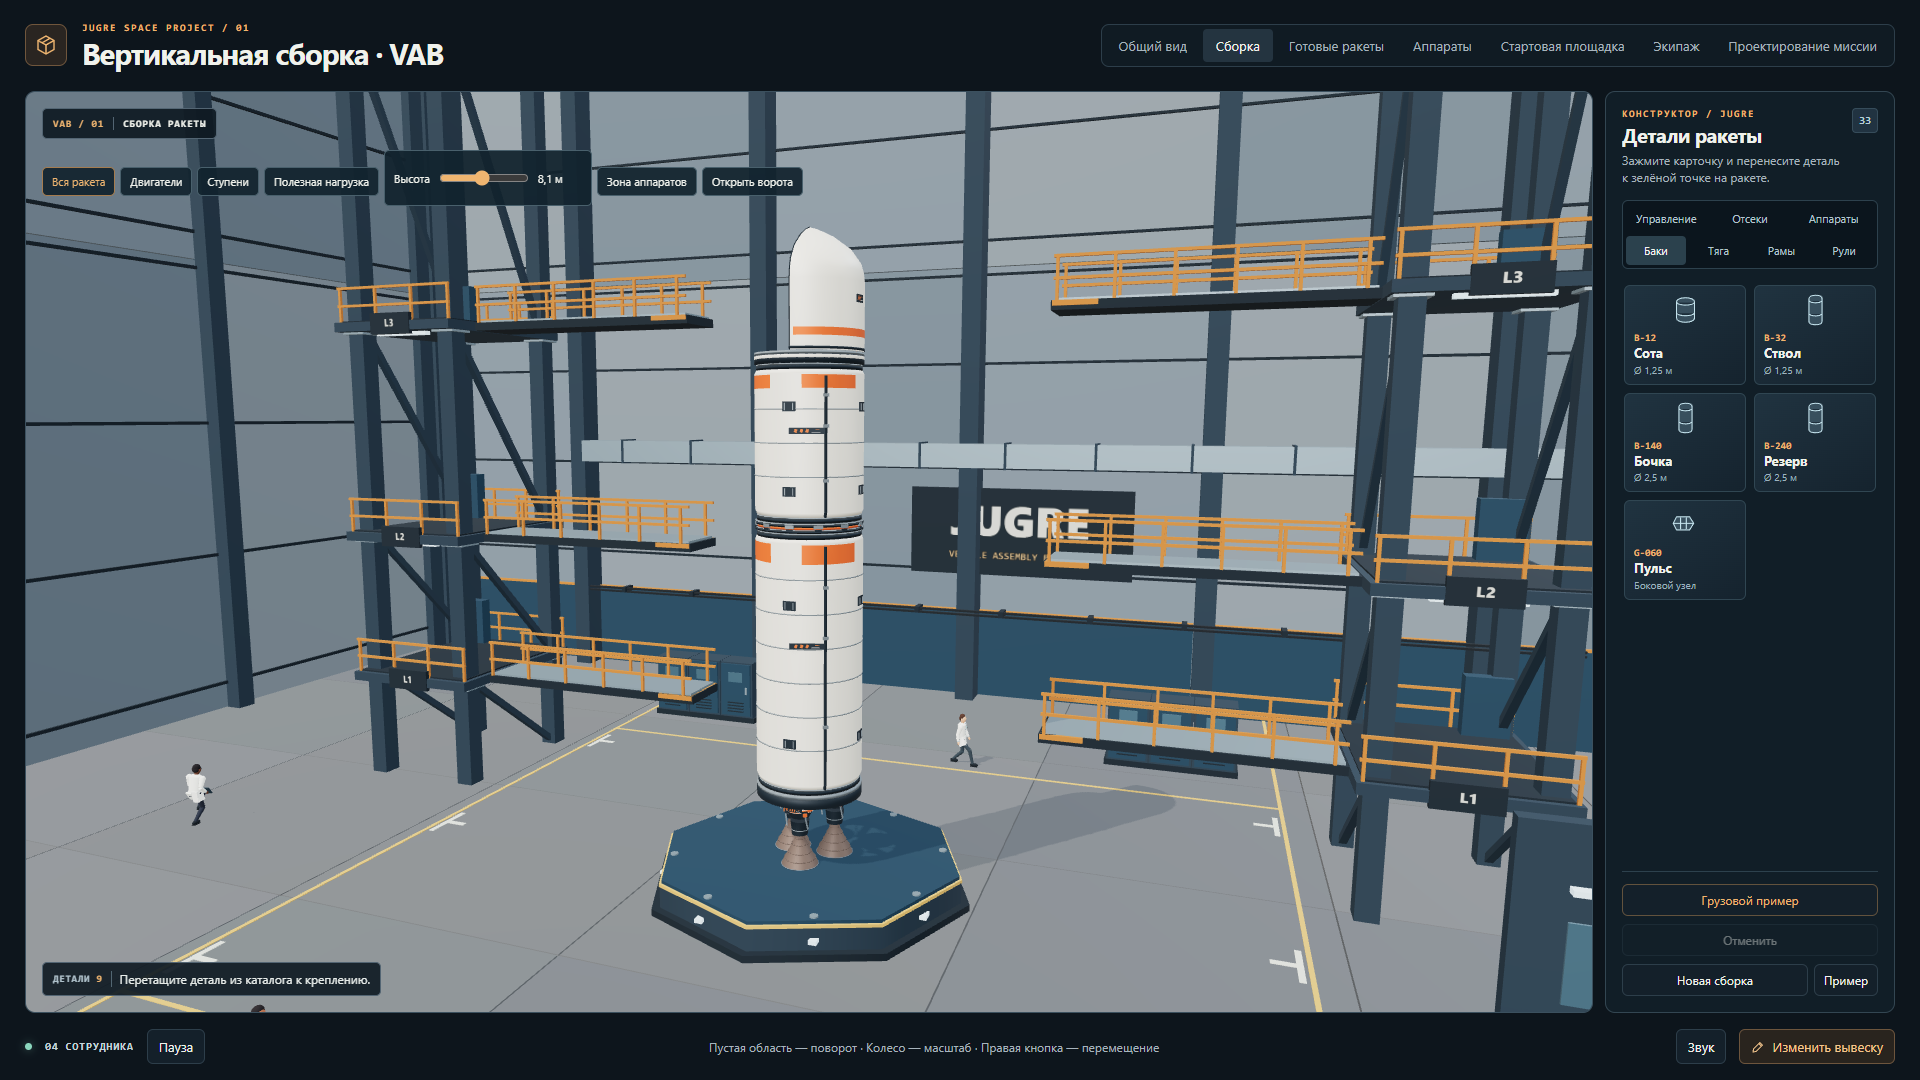 JUGRE SPACE PROJECT / 01
Вертикальная сборка · VAB
Общий вид
Сборка
Готовые ракеты
Аппараты
Стартовая площадка
Экипаж
Проектирование миссии
VAB / 01
СБОРКА РАКЕТЫ
Вся ракета
Двигатели
Ступени
Полезная нагрузка
Высота
8,1 м
Зона аппаратов
Открыть ворота
L3
L2
L1
L3
L2
L1
JUGRE
ASSEMBLY
ДЕТАЛИ 9
Перетащите деталь из каталога к креплению.
КОНСТРУКТОР / JUGRE
33
Детали ракеты
Зажмите карточку и перенесите деталь
к зелёной точке на ракете.
Управление
Отсеки
Аппараты
Баки
Тяга
Рамы
Рули
B-12
Сота
Ø 1,25 м
B-32
Ствол
Ø 1,25 м
B-140
Бочка
Ø 2,5 м
B-240
Резерв
Ø 2,5 м
G-060
Пульс
Боковой узел
Грузовой пример
Отменить
Новая сборка
Пример
04 СОТРУДНИКА
Пауза
Пустая область — поворот · Колесо — масштаб · Правая кнопка — перемещение
Звук
Изменить вывеску